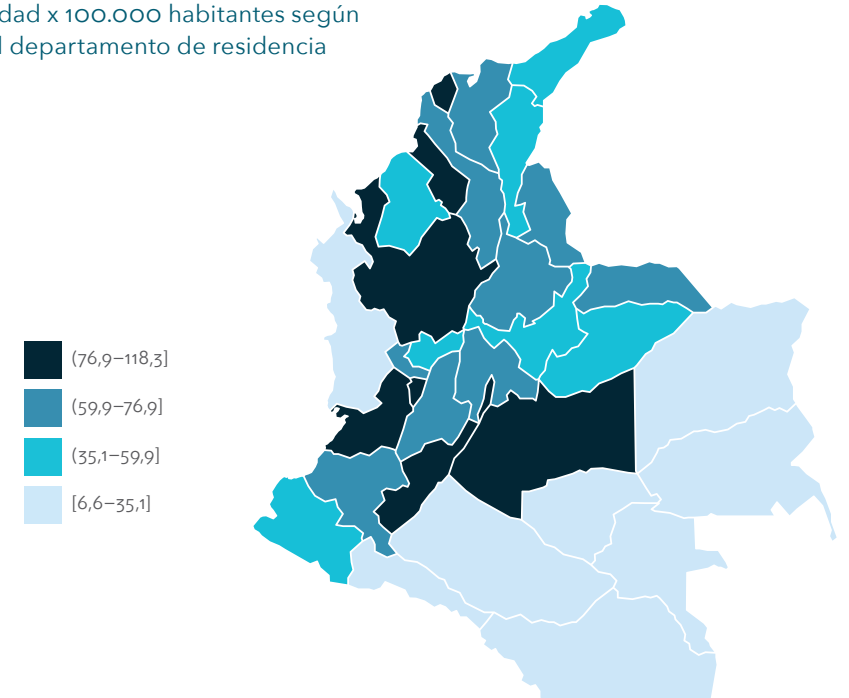 dad x 100.000 habitantes según
l departamento de residencia
(76,9–118,3]
(59,9–76,9]
(35,1–59,9]
[6,6–35,1]